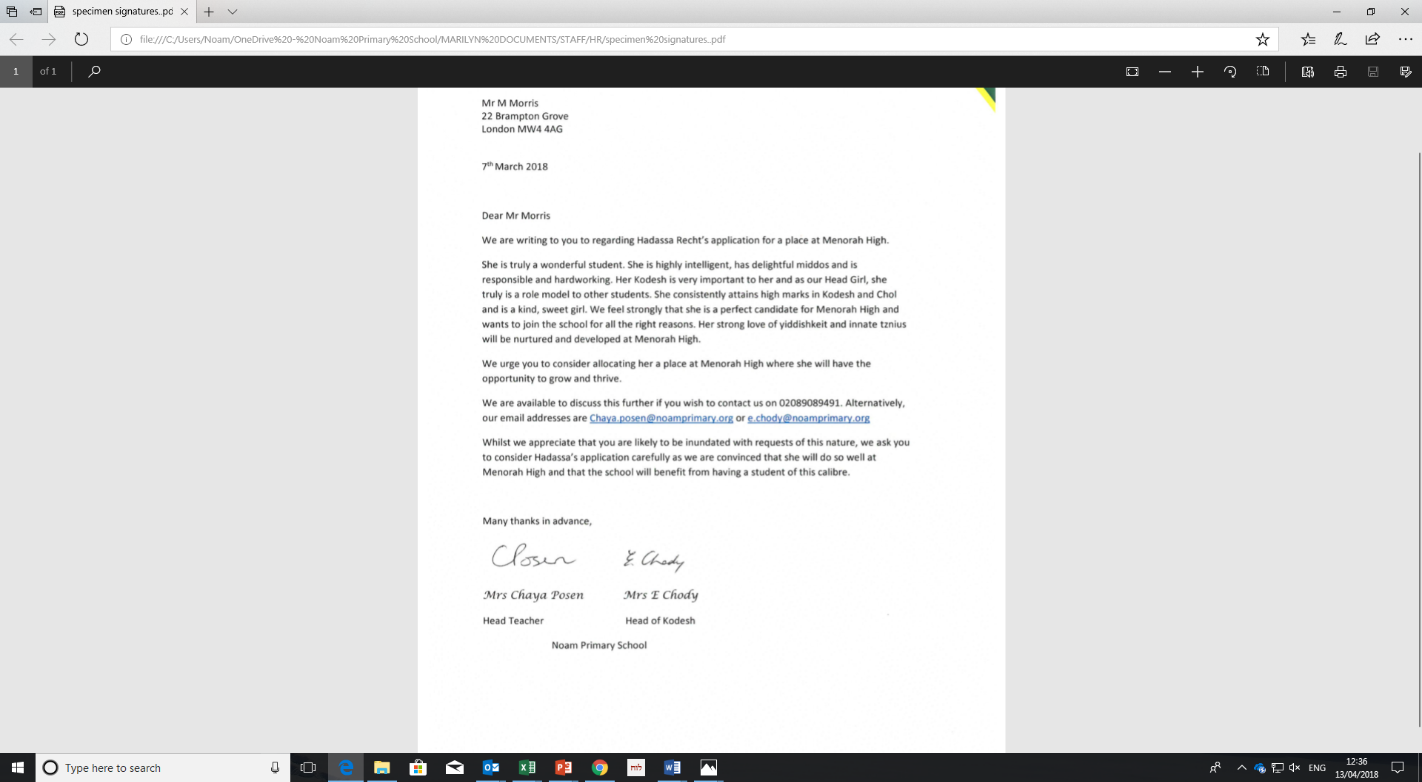 specimen signatures..pd
file:///C:/Users/Noam/OneDrive%20-%20Noam%20Primary%20School/MARILYN%20DOCUMENTS/STAFF/HR/specimen%20signatures..pdf
1 of 1
Mr M Morris
22 Brampton Grove
London MW4 4AG
7th March 2018
Dear Mr Morris
We are writing to you to regarding Hadassa Recht's application for a place at Menorah High.
She is truly a wonderful student. She is highly intelligent, has delightful middos and is
responsible and hardworking. Her Kodesh is very important to her and as our Head Girl, she
truly is a role model to other students. She consistently attains high marks in Kodesh and Chol
and is a kind, sweet girl. We feel strongly that she is a perfect candidate for Menorah High and
wants to join the school for all the right reasons. Her strong love of yiddishkeit and innate tznius
will be nurtured and developed at Menorah High.
We urge you to consider allocating her a place at Menorah High where she will have the
opportunity to grow and thrive.
We are available to discuss this further if you wish to contact us on 02089089491. Alternatively,
our email addresses are Chaya.posen@noamprimary.org or e.chody@noamprimary.org
Whilst we appreciate that you are likely to be inundated with requests of this nature, we ask you
to consider Hadassa's application carefully as we are convinced that she will do so well at
Menorah High and that the school will benefit from having a student of this calibre.
Many thanks in advance,
CPosen E. Chody
Mrs Chaya Posen Mrs E Chody
Head Teacher Head of Kodesh
Noam Primary School
Type here to search
ENG
12:36
13/04/2018